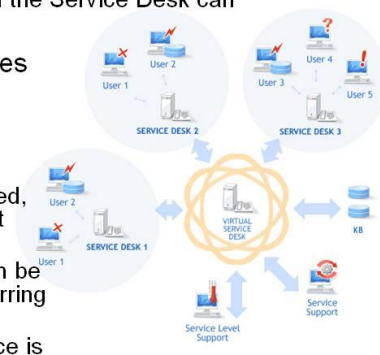 the Service Desk can
es
ed,
t
n be
rring
ce is
User 2
User 1
SERVICE DESK 2
User 4
User 3
User 5
SERVICE DESK 3
User 2
SERVICE DESK 1
User 1
VIRTUAL
SERVICE
DESK
KB
Service Level
Support
Service
Support